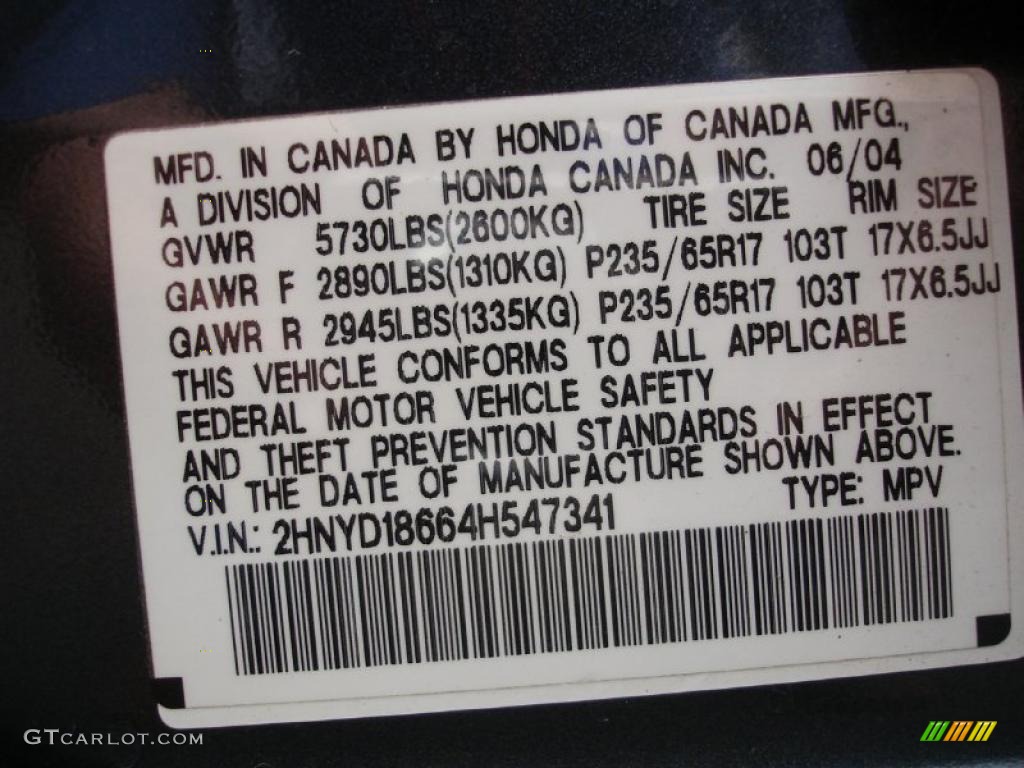 MFD. IN CANADA BY HONDA OF CANADA MFG.,
A DIVISION OF HONDA CANADA INC. 06/04
GVWR 5730LBS(2600KG) TIRE SIZE RIM SIZE
GAWR F 2890LBS(1310KG) P235/65R17 103T 17X6.5JJ
GAWR R 2945LBS(1335KG) P235/65R17 103T 17X6.5JJ
THIS VEHICLE CONFORMS TO ALL APPLICABLE
FEDERAL MOTOR VEHICLE SAFETY
AND THEFT PREVENTION STANDARDS IN EFFECT
ON THE DATE OF MANUFACTURE SHOWN ABOVE.
V.I.N.: 2HNYD18664H547341 TYPE: MPV
GTCARLOT.COM